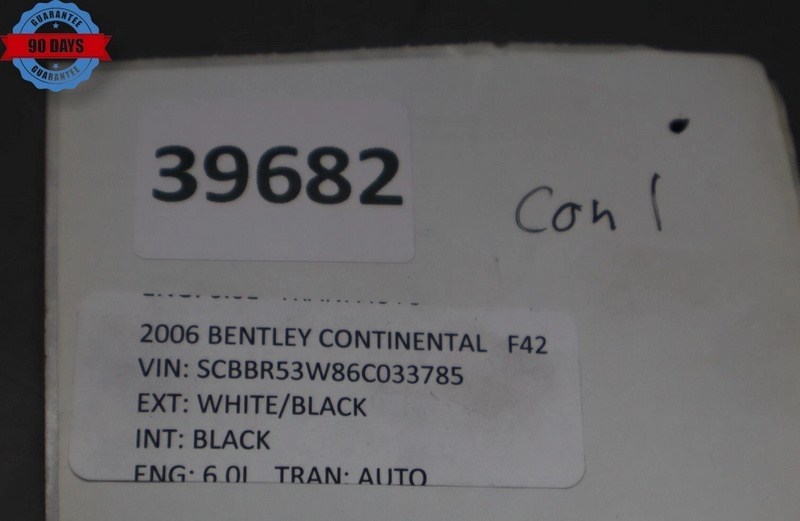 GUARANTEE
90 DAYS
GUARANTEE
39682
Con 1
2006 BENTLEY CONTINENTAL F42
VIN: SCBBR53W86C033785
EXT: WHITE/BLACK
INT: BLACK
ENG: 6.0L TRAN: AUTO